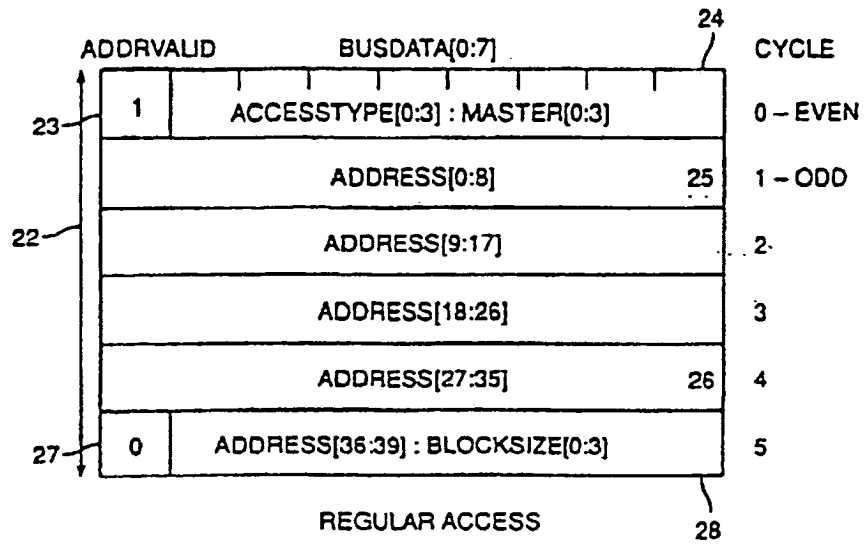 24
ADDRVALID BUSDATA[0:7] CYCLE
23 1 ACCESSTYPE[0:3] : MASTER[0:3] 0 – EVEN
ADDRESS[0:8] 25 1 – ODD
22 ADDRESS[9:17] 2
ADDRESS[18:26] 3
ADDRESS[27:35] 26 4
27 0 ADDRESS[36:39] : BLOCKSIZE[0:3] 5
REGULAR ACCESS 28